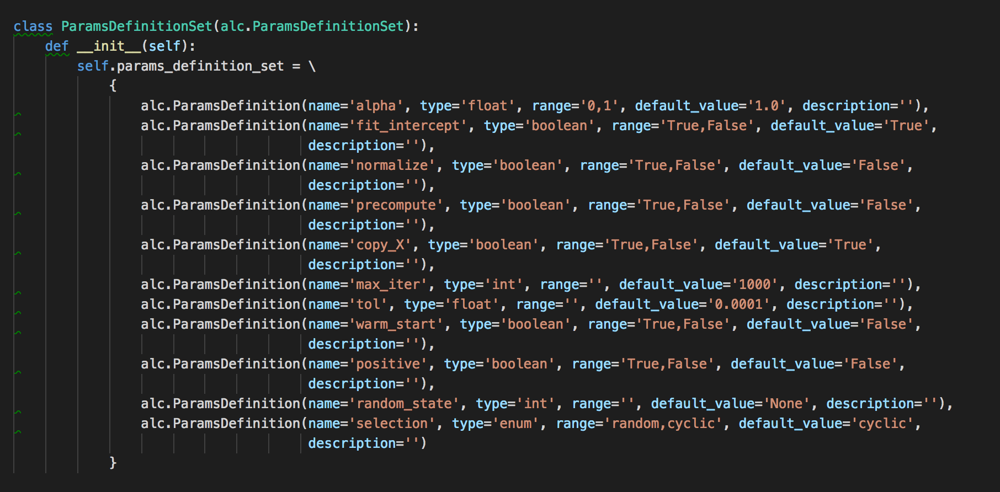 class ParamsDefinitionSet(alc.ParamsDefinitionSet):
    def __init__(self):
        self.params_definition_set = \
            {
                alc.ParamsDefinition(name='alpha', type='float', range='0,1', default_value='1.0', description=''),
                alc.ParamsDefinition(name='fit_intercept', type='boolean', range='True,False', default_value='True',
                                     description=''),
                alc.ParamsDefinition(name='normalize', type='boolean', range='True,False', default_value='False',
                                     description=''),
                alc.ParamsDefinition(name='precompute', type='boolean', range='True,False', default_value='False',
                                     description=''),
                alc.ParamsDefinition(name='copy_X', type='boolean', range='True,False', default_value='True',
                                     description=''),
                alc.ParamsDefinition(name='max_iter', type='int', range='', default_value='1000', description=''),
                alc.ParamsDefinition(name='tol', type='float', range='', default_value='0.0001', description=''),
                alc.ParamsDefinition(name='warm_start', type='boolean', range='True,False', default_value='False',
                                     description=''),
                alc.ParamsDefinition(name='positive', type='boolean', range='True,False', default_value='False',
                                     description=''),
                alc.ParamsDefinition(name='random_state', type='int', range='', default_value='None', description=''),
                alc.ParamsDefinition(name='selection', type='enum', range='random,cyclic', default_value='cyclic',
                                     description='')
            }